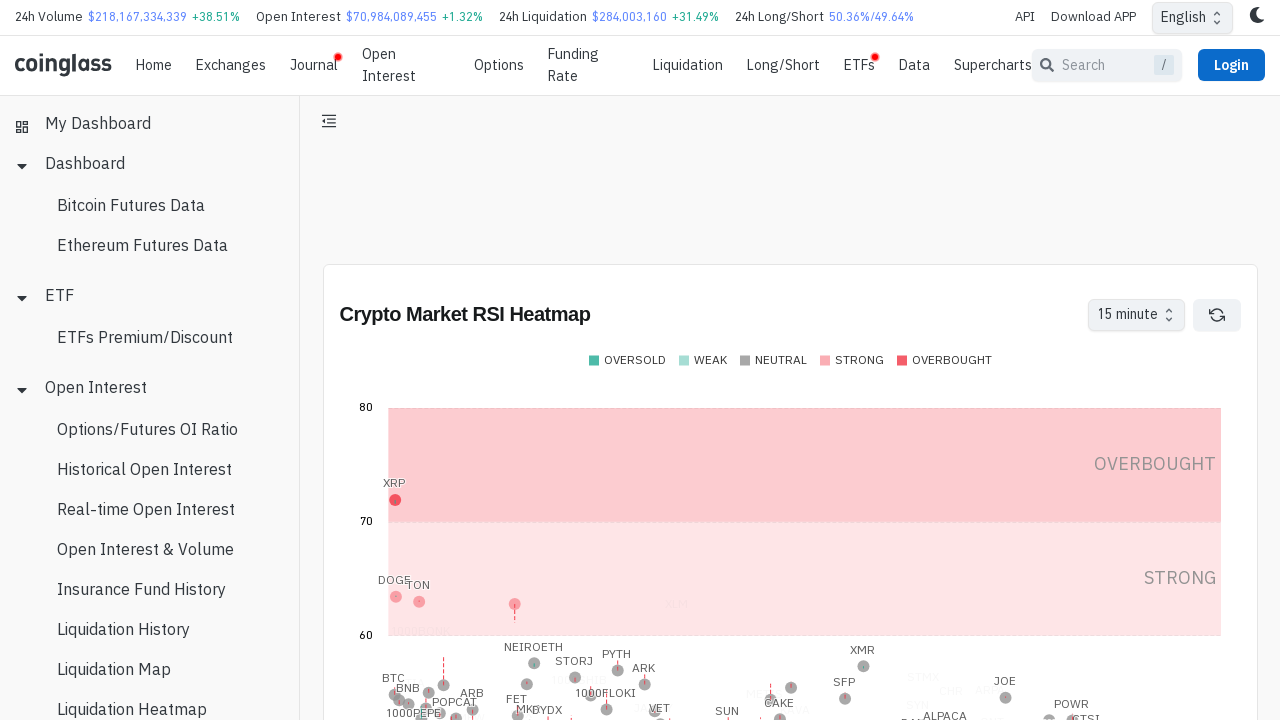 24h Volume $218,167,334,339 +38.51% Open Interest $70,984,089,455 +1.32% 24h Liquidation $284,003,160 +31.49% 24h Long/Short 50.36%/49.64% API Download APP English
coinglass Home Exchanges Journal Open Interest Options Funding Rate Liquidation Long/Short ETFs Data Supercharts Search / Login
My Dashboard
Dashboard
Bitcoin Futures Data
Ethereum Futures Data
ETF
ETFs Premium/Discount
Open Interest
Options/Futures OI Ratio
Historical Open Interest
Real-time Open Interest
Open Interest & Volume
Insurance Fund History
Liquidation History
Liquidation Map
Liquidation Heatmap
Crypto Market RSI Heatmap 15 minute
OVERSOLD WEAK NEUTRAL STRONG OVERBOUGHT
80
OVERBOUGHT
XRP
70
STRONG
DOGE TON
XLM
60
NEIROETH XMR
STORJ PYTH
ARK
BTC SFP JOE
BNB ARB
POPCAT FET 1000FLOKI CAKE POWR
1000PEPE DYDX VET SUN ALPACA CTSI